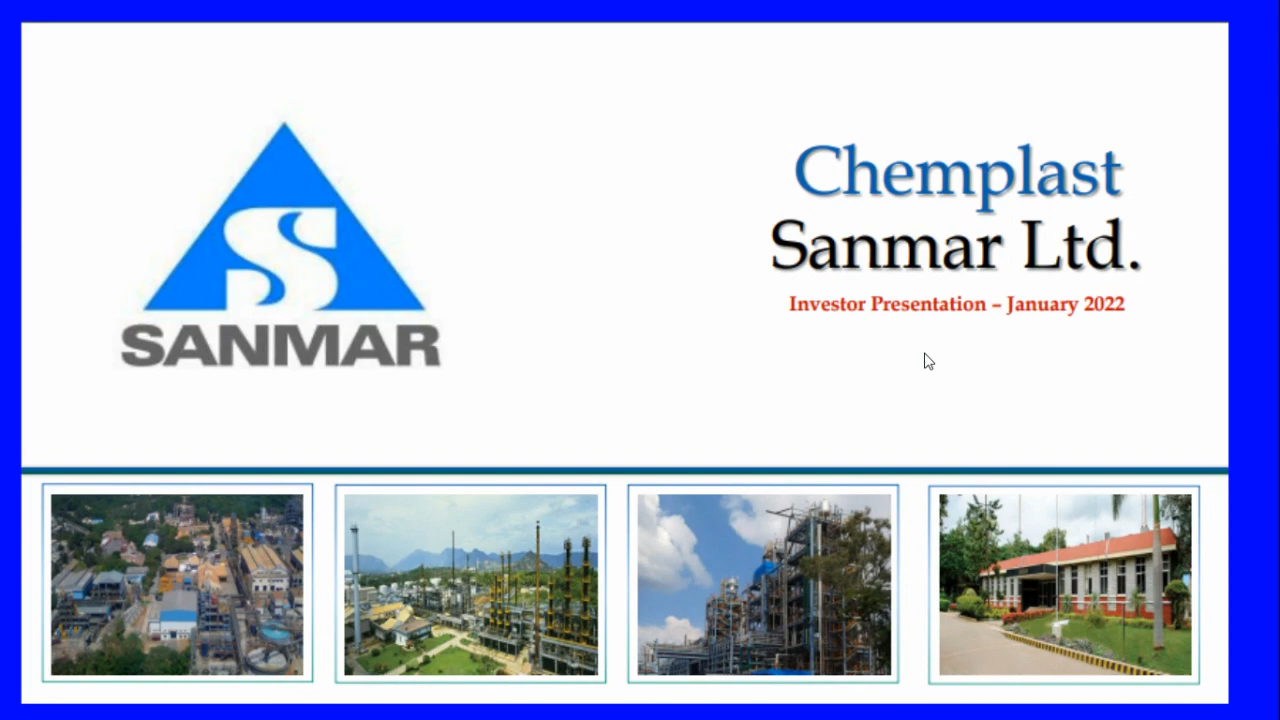 SANMAR
Chemplast
Sanmar Ltd.
Investor Presentation – January 2022